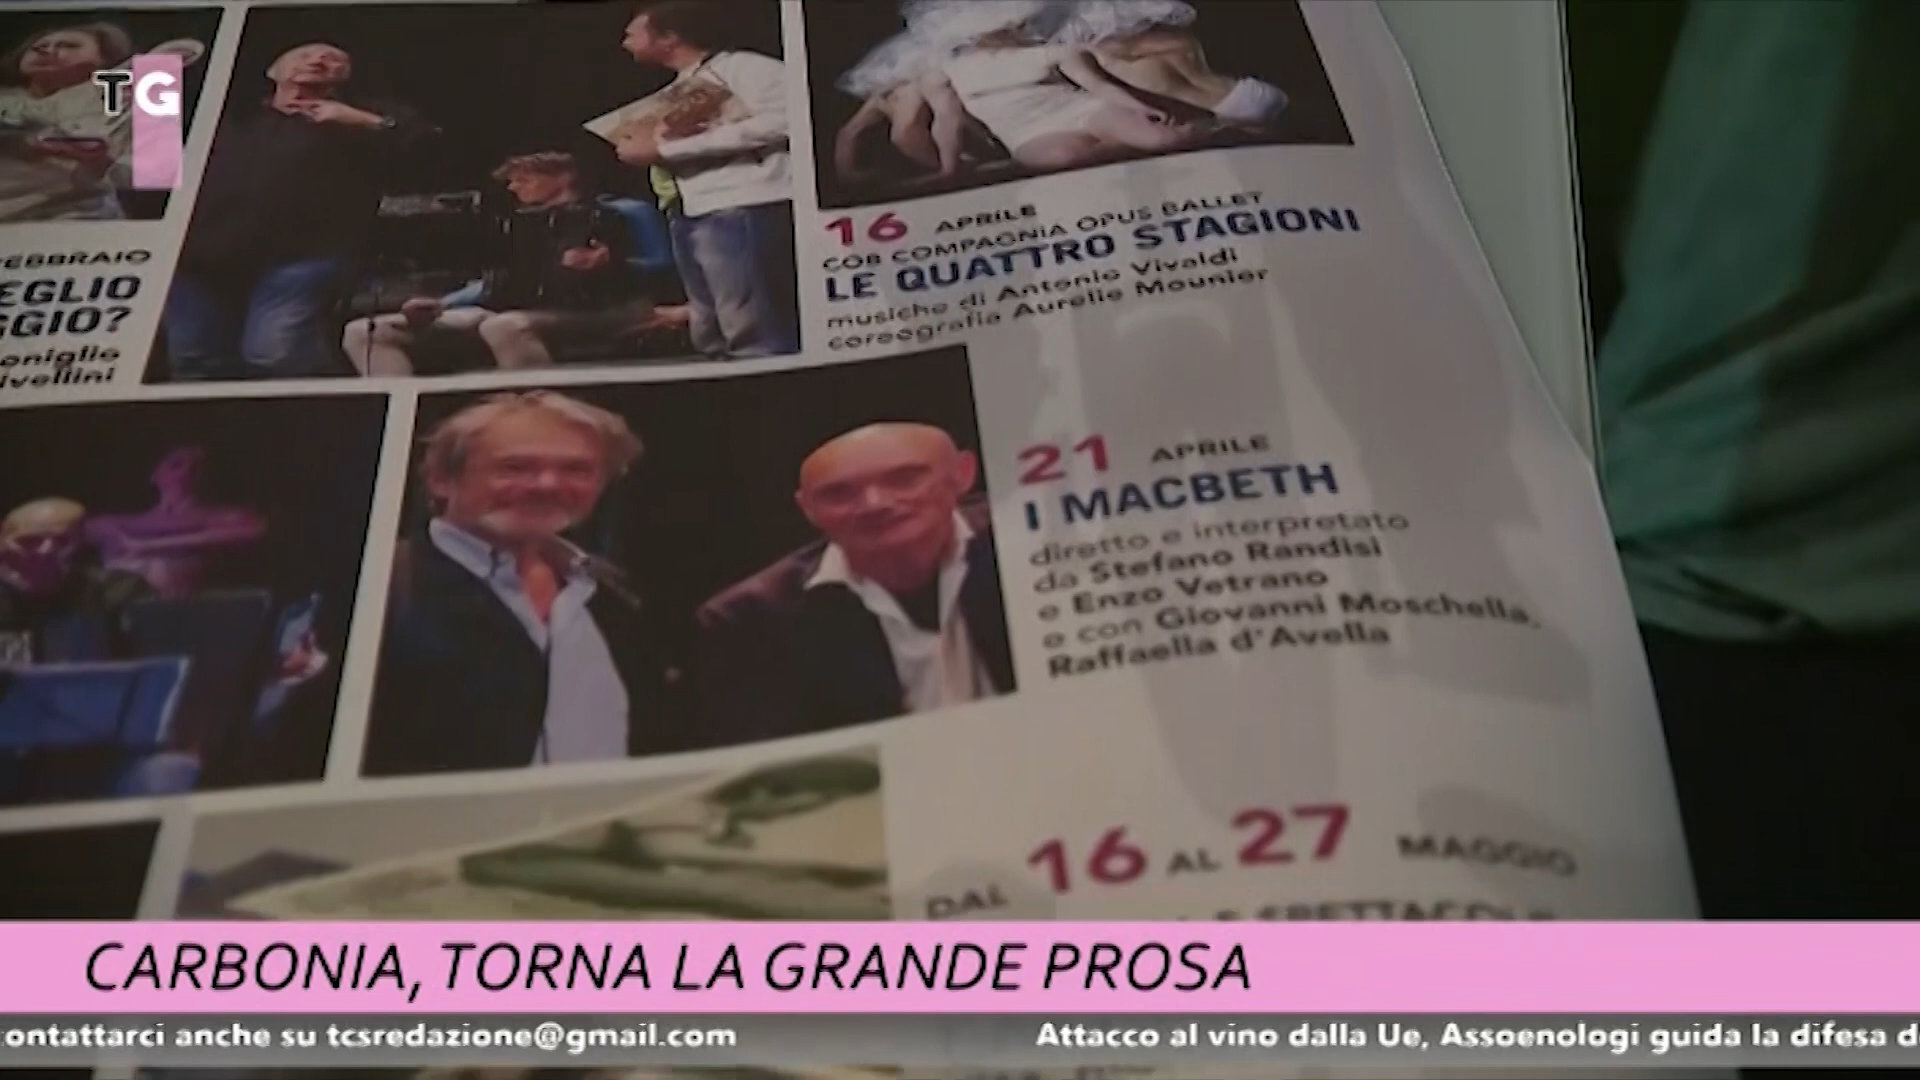 TG
FEBBRAIO
EGLIO
GGIO?
oniglio
ivellini
16 APRILE
COB COMPAGNIA OPUS BALLET
LE QUATTRO STAGIONI
musiche di Antonio Vivaldi
coreografia Aurelie Mounier
21 APRILE
I MACBETH
diretto e interpretato
da Stefano Randisi
e Enzo Vetrano
e con Giovanni Moschella,
Raffaella d'Avella
DAL 16 AL 27 MAGGIO
CARBONIA, TORNA LA GRANDE PROSA
contattarci anche su tcsredazione@gmail.com
Attacco al vino dalla Ue, Assoenologi guida la difesa d